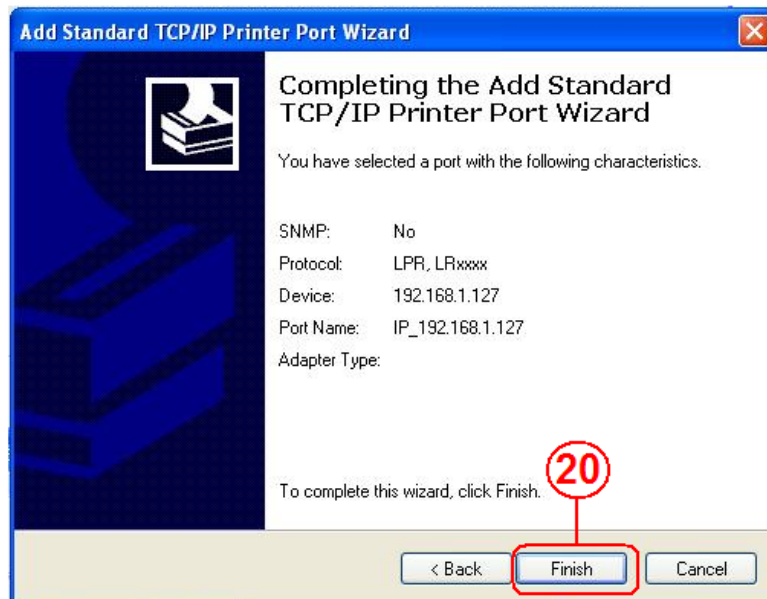 Add Standard TCP/IP Printer Port Wizard
Completing the Add Standard
TCP/IP Printer Port Wizard
You have selected a port with the following characteristics.
SNMP: No
Protocol: LPR, LRxxxx
Device: 192.168.1.127
Port Name: IP_192.168.1.127
Adapter Type:
To complete this wizard, click Finish.
20
< Back Finish Cancel